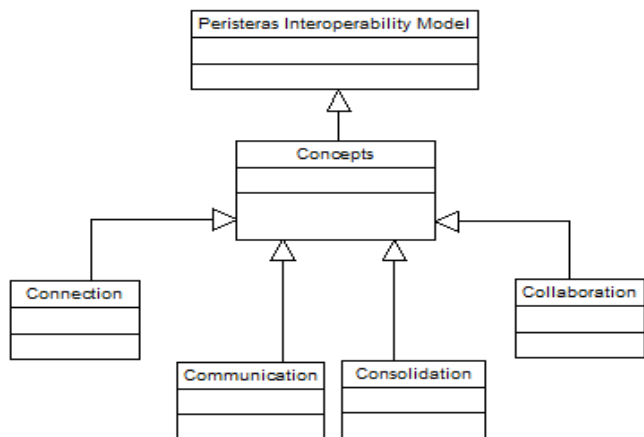 Peristeras Interoperability Model
Concepts
Connection
Collaboration
Communication
Consolidation